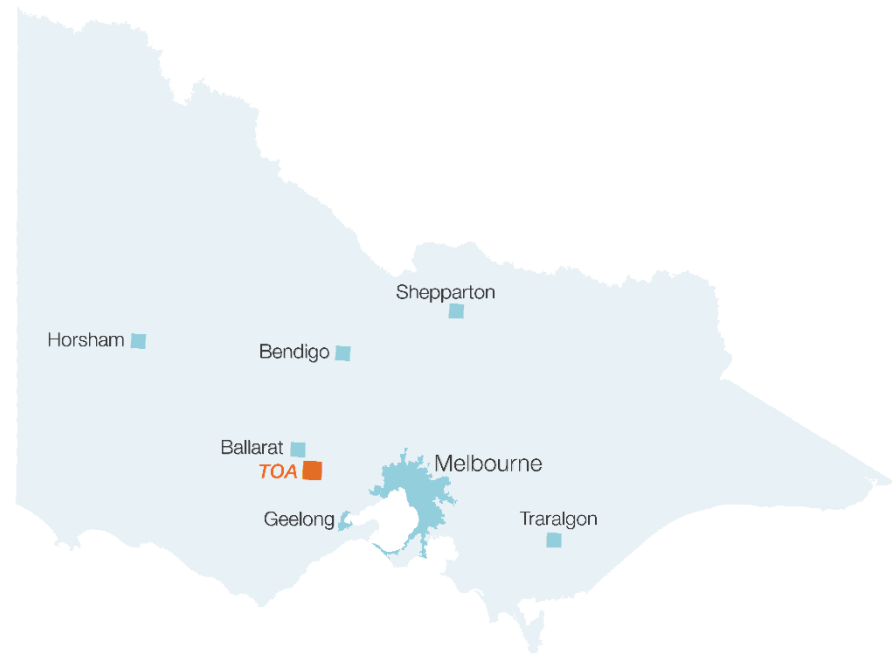 Shepparton
Horsham
Bendigo
Ballarat
Melbourne
TOA
Geelong
Traralgon